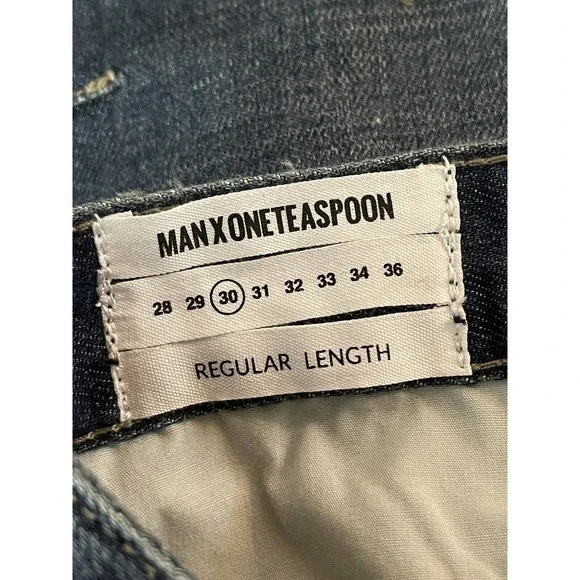 MANXONETEASPOON
28 29 30 31 32 33 34 36
REGULAR LENGTH